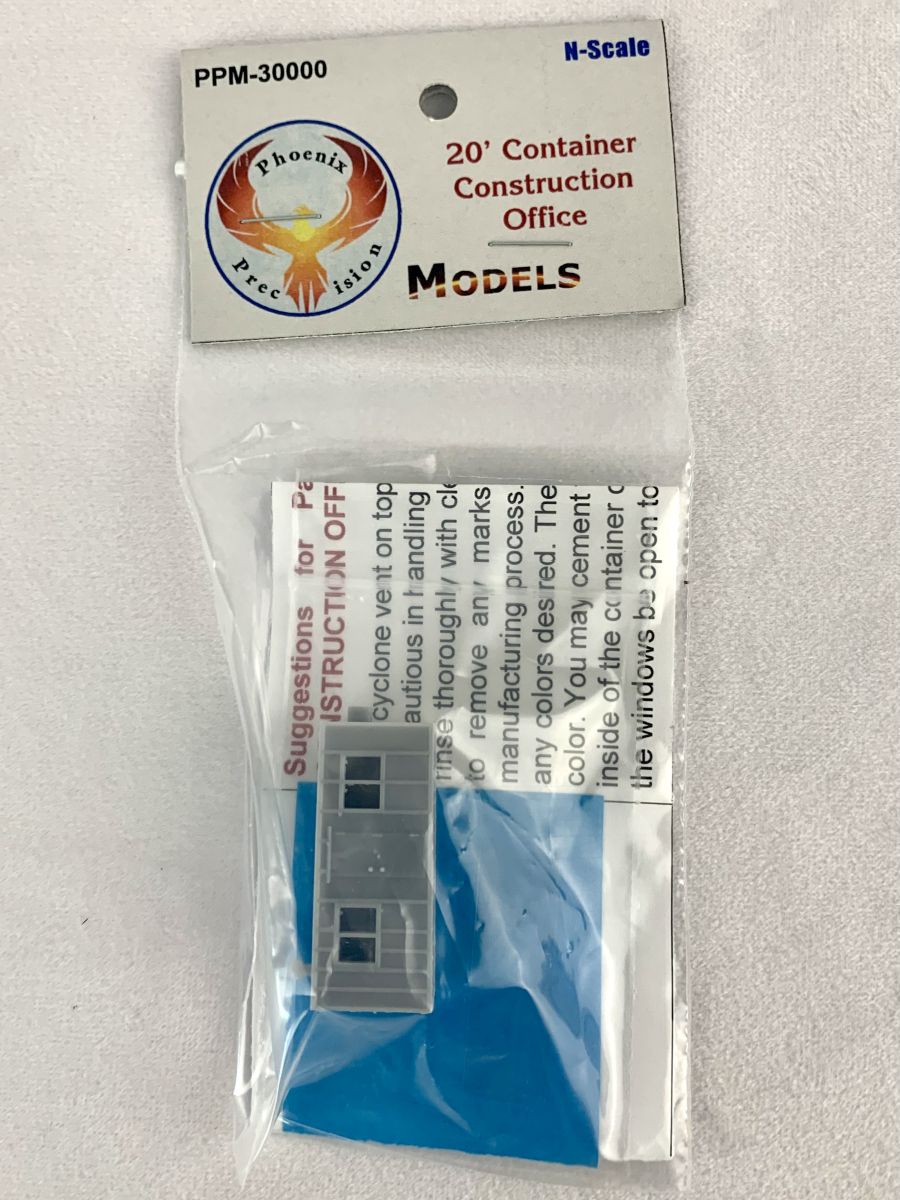 PPM-30000
N-Scale
Phoenix
Precision
20' Container
Construction
Office
MODELS
Suggestions for
OFF
cyclone vent on top
autious in handling
rinse thoroughly with
to remove any marks
manufacturing process.
any colors desired. The
color. You may cement
inside of the container
the windows be open to